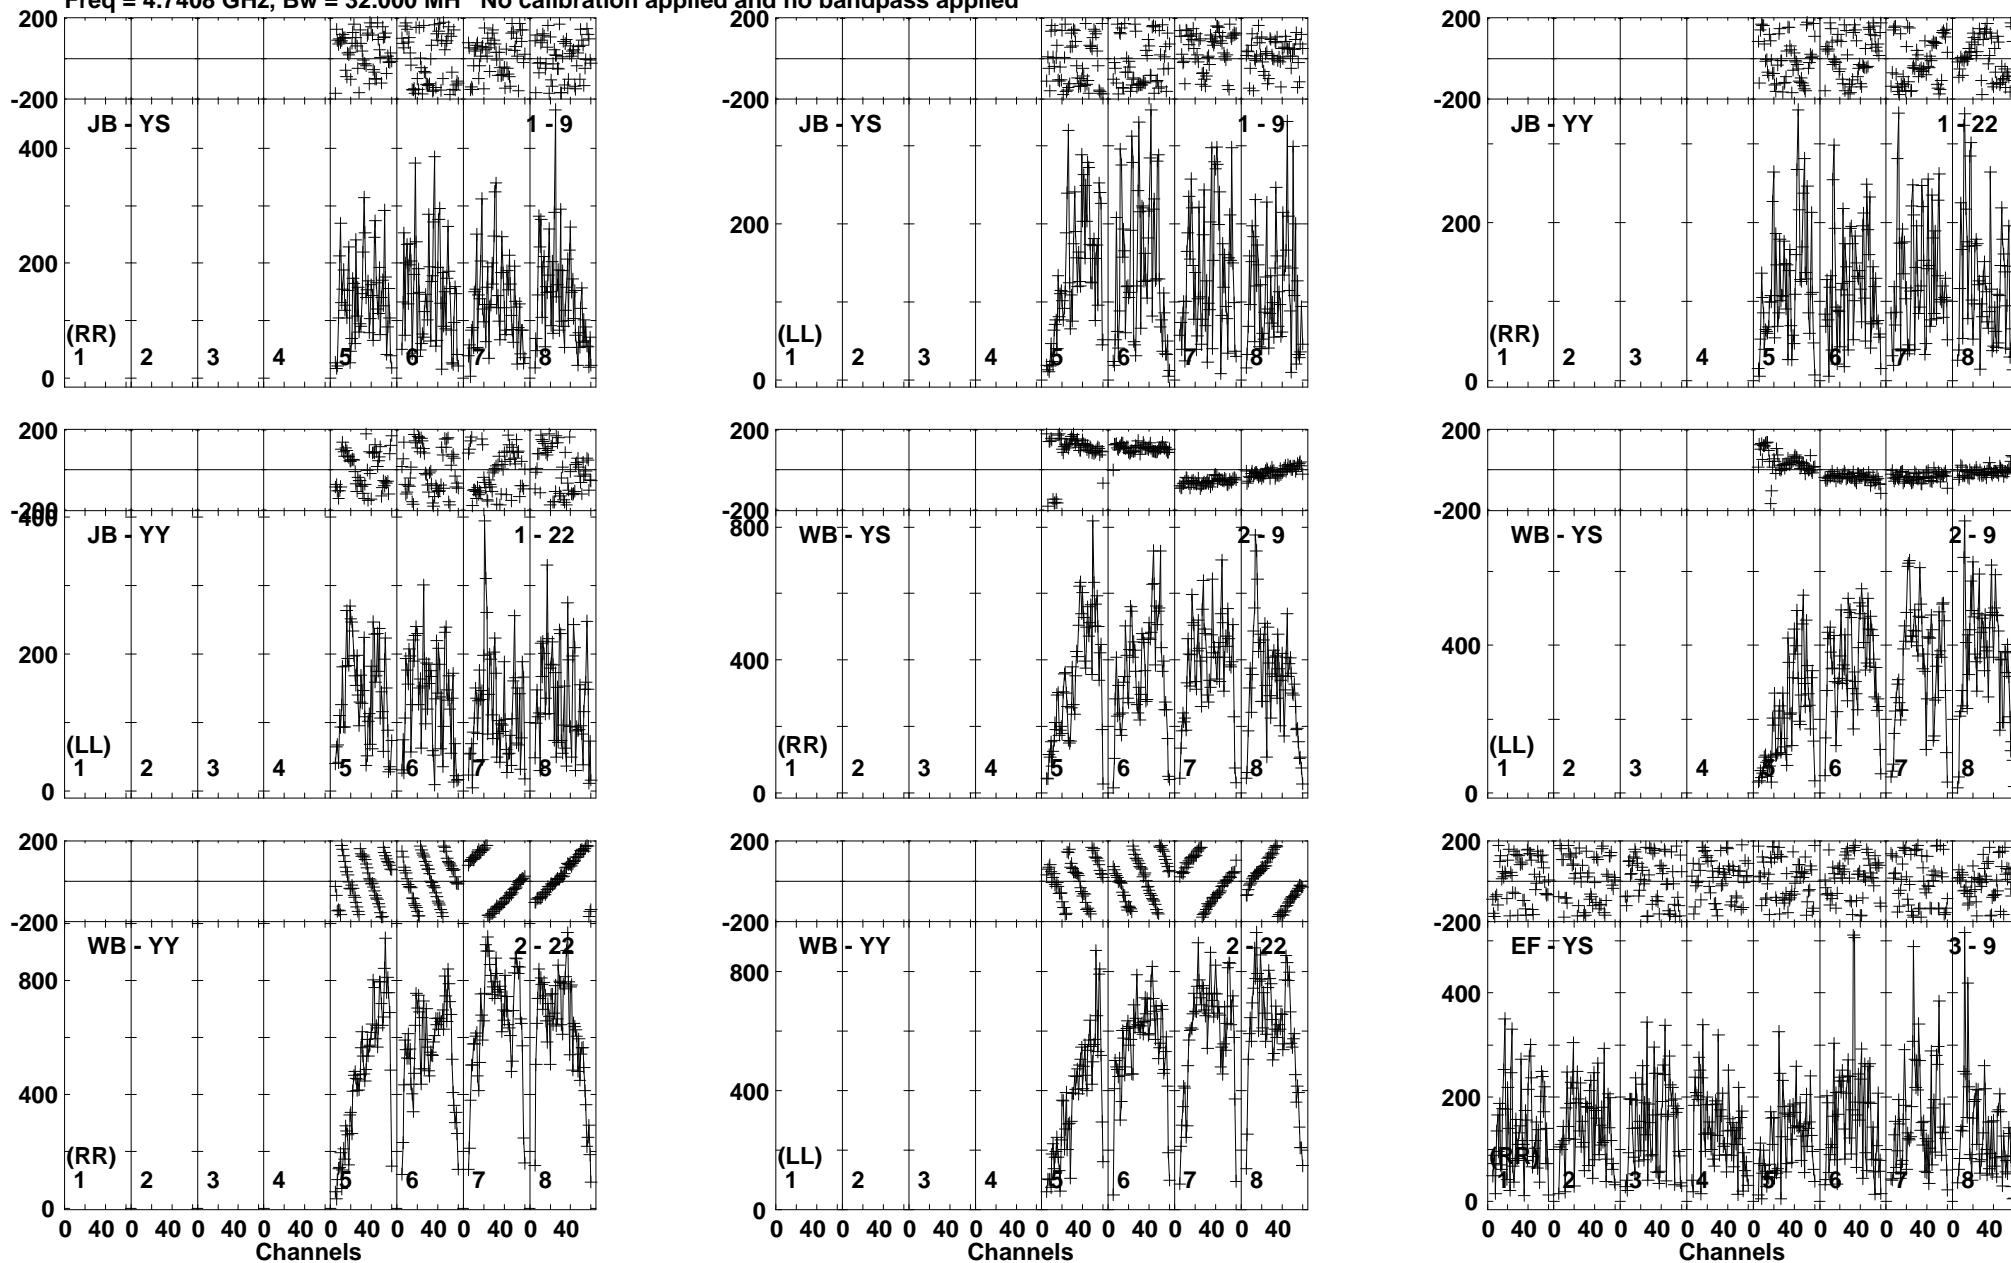 Freq = 4.7408 GHz, Bw = 32.000 MH No calibration applied and no bandpass applied
200 200 200
-200 -200 -200
JB - YS 1 - 9 JB - YS 1 - 9 JB - YY 1 - 22
400
200 200 200
(RR) (LL) (RR)
1 2 3 4 5 6 7 8 1 2 3 4 5 6 7 8 1 2 3 4 5 6 7 8
0 0 0
200 200 200
-200 -200 -200
400 800
JB - YY 1 - 22 WB - YS 2 - 9 WB - YS 2 - 9
200 400 400
(LL) (RR) (LL)
1 2 3 4 5 6 7 8 1 2 3 4 5 6 7 8 1 2 3 4 5 6 7 8
0 0 0
200 200 200
-200 -200 -200
WB - YY 2 - 22 WB - YY 2 - 22 EF - YS 3 - 9
800 800 400
400 400 200
(RR) (LL) (RR)
1 2 3 4 5 6 7 8 1 2 3 4 5 6 7 8 1 2 3 4 5 6 7 8
0 0 0
0 40 0 40 0 40 0 40 0 40 0 40 0 40 0 40 0 40 0 40 0 40 0 40 0 40 0 40 0 40 0 40 0 40 0 40 0 40 0 40 0 40 0 40 0 40 0 40
Channels Channels Channels